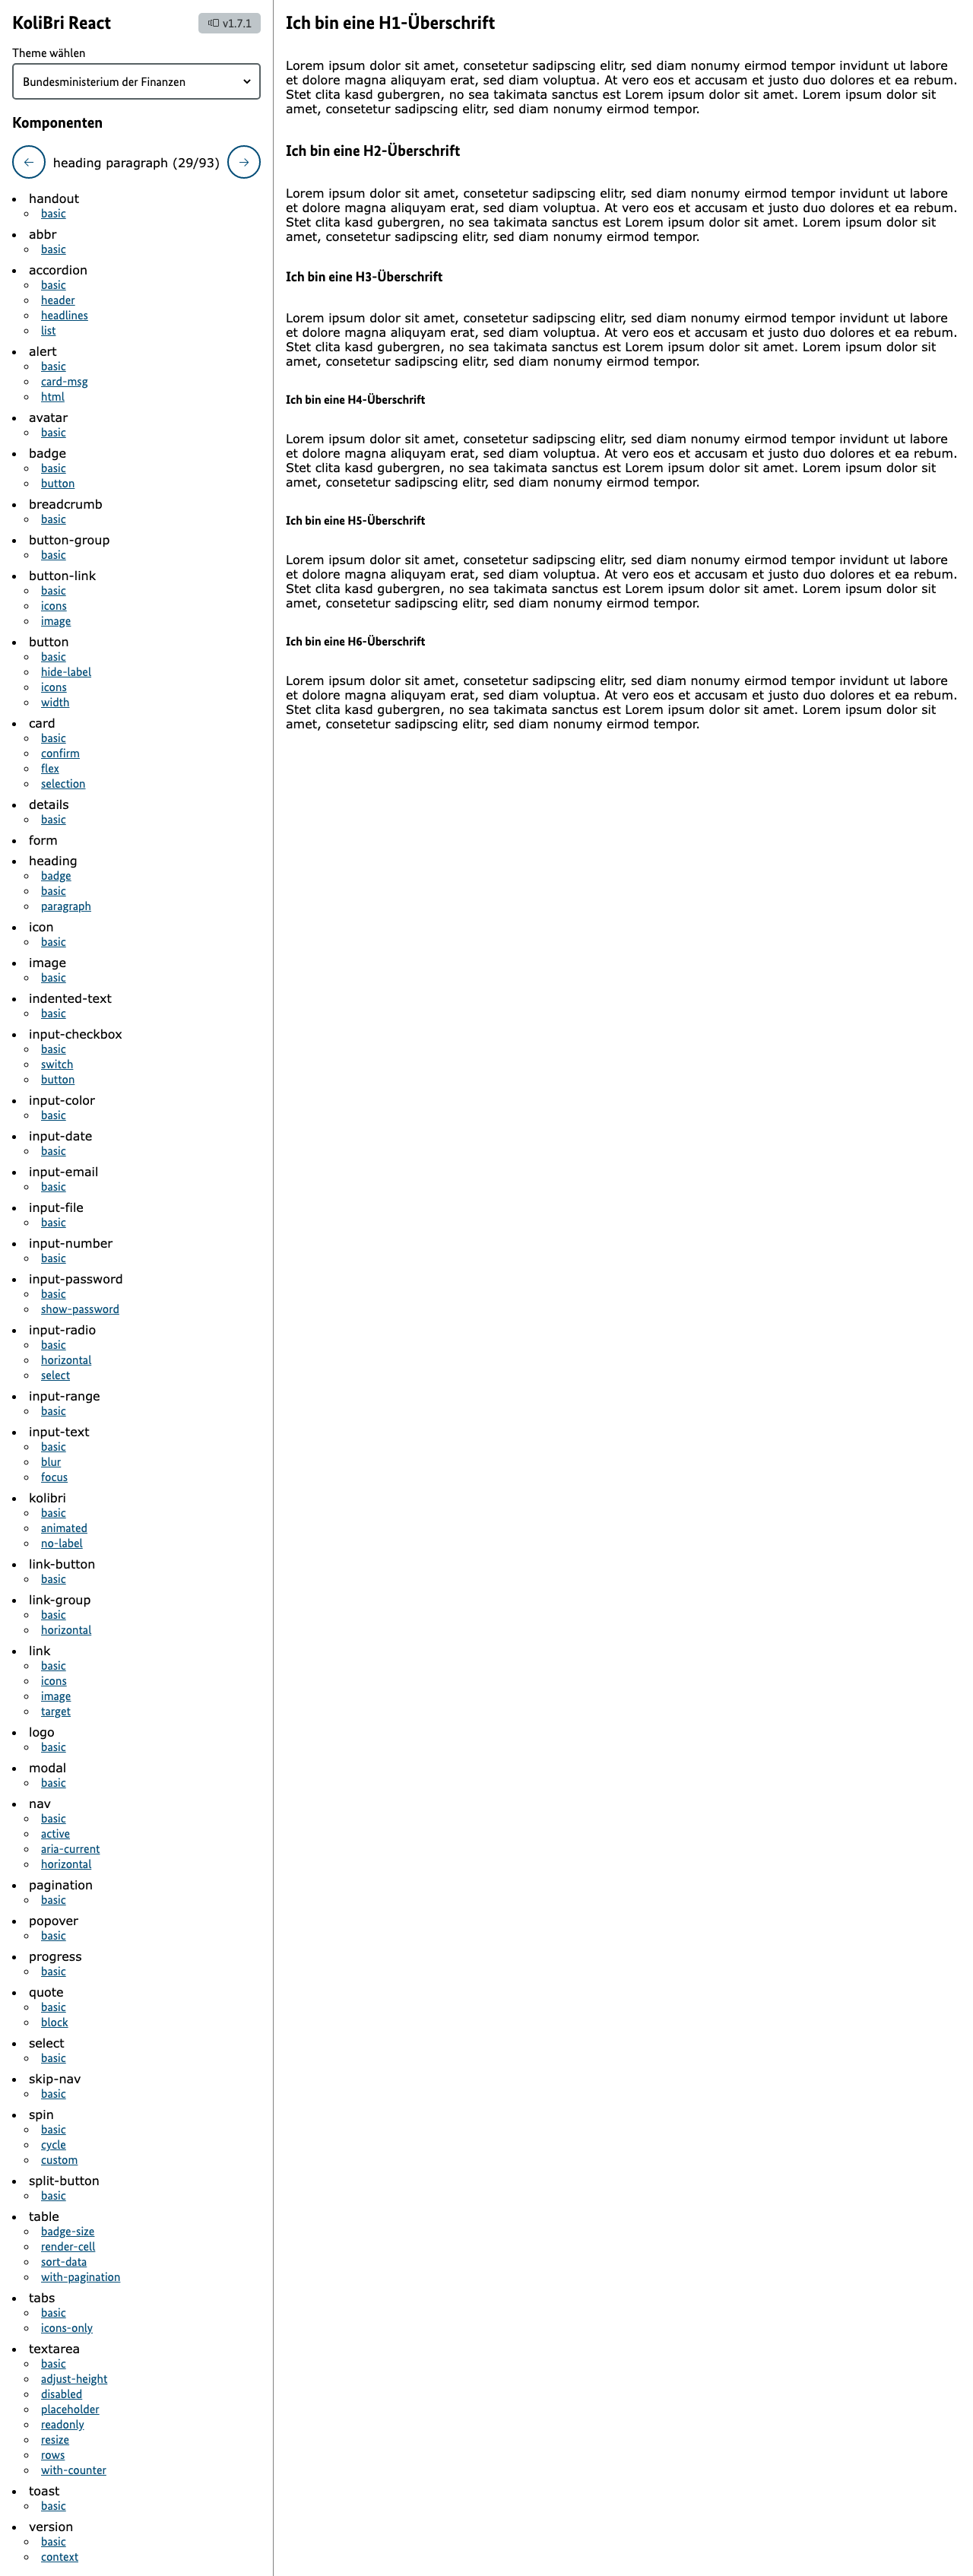 KoliBri React
v1.7.1
Theme wählen
Bundesministerium der Finanzen
Komponenten
heading paragraph (29/93)
handout
basic
abbr
basic
accordion
basic
header
headlines
list
alert
basic
card-msg
html
avatar
basic
badge
basic
button
breadcrumb
basic
button-group
basic
button-link
basic
icons
image
button
basic
hide-label
icons
width
card
basic
confirm
flex
selection
details
basic
form
heading
badge
basic
paragraph
icon
basic
image
basic
indented-text
basic
input-checkbox
basic
switch
button
input-color
basic
input-date
basic
input-email
basic
input-file
basic
input-number
basic
input-password
basic
show-password
input-radio
basic
horizontal
select
input-range
basic
input-text
basic
blur
focus
kolibri
basic
animated
no-label
link-button
basic
link-group
basic
horizontal
link
basic
icons
image
target
logo
basic
modal
basic
nav
basic
active
aria-current
horizontal
pagination
basic
popover
basic
progress
basic
quote
basic
block
select
basic
skip-nav
basic
spin
basic
cycle
custom
split-button
basic
table
badge-size
render-cell
sort-data
with-pagination
tabs
basic
icons-only
textarea
basic
adjust-height
disabled
placeholder
readonly
resize
rows
with-counter
toast
basic
version
basic
context
Ich bin eine H1-Überschrift
Lorem ipsum dolor sit amet, consetetur sadipscing elitr, sed diam nonumy eirmod tempor invidunt ut labore
et dolore magna aliquyam erat, sed diam voluptua. At vero eos et accusam et justo duo dolores et ea rebum.
Stet clita kasd gubergren, no sea takimata sanctus est Lorem ipsum dolor sit amet. Lorem ipsum dolor sit
amet, consetetur sadipscing elitr, sed diam nonumy eirmod tempor.
Ich bin eine H2-Überschrift
Lorem ipsum dolor sit amet, consetetur sadipscing elitr, sed diam nonumy eirmod tempor invidunt ut labore
et dolore magna aliquyam erat, sed diam voluptua. At vero eos et accusam et justo duo dolores et ea rebum.
Stet clita kasd gubergren, no sea takimata sanctus est Lorem ipsum dolor sit amet. Lorem ipsum dolor sit
amet, consetetur sadipscing elitr, sed diam nonumy eirmod tempor.
Ich bin eine H3-Überschrift
Lorem ipsum dolor sit amet, consetetur sadipscing elitr, sed diam nonumy eirmod tempor invidunt ut labore
et dolore magna aliquyam erat, sed diam voluptua. At vero eos et accusam et justo duo dolores et ea rebum.
Stet clita kasd gubergren, no sea takimata sanctus est Lorem ipsum dolor sit amet. Lorem ipsum dolor sit
amet, consetetur sadipscing elitr, sed diam nonumy eirmod tempor.
Ich bin eine H4-Überschrift
Lorem ipsum dolor sit amet, consetetur sadipscing elitr, sed diam nonumy eirmod tempor invidunt ut labore
et dolore magna aliquyam erat, sed diam voluptua. At vero eos et accusam et justo duo dolores et ea rebum.
Stet clita kasd gubergren, no sea takimata sanctus est Lorem ipsum dolor sit amet. Lorem ipsum dolor sit
amet, consetetur sadipscing elitr, sed diam nonumy eirmod tempor.
Ich bin eine H5-Überschrift
Lorem ipsum dolor sit amet, consetetur sadipscing elitr, sed diam nonumy eirmod tempor invidunt ut labore
et dolore magna aliquyam erat, sed diam voluptua. At vero eos et accusam et justo duo dolores et ea rebum.
Stet clita kasd gubergren, no sea takimata sanctus est Lorem ipsum dolor sit amet. Lorem ipsum dolor sit
amet, consetetur sadipscing elitr, sed diam nonumy eirmod tempor.
Ich bin eine H6-Überschrift
Lorem ipsum dolor sit amet, consetetur sadipscing elitr, sed diam nonumy eirmod tempor invidunt ut labore
et dolore magna aliquyam erat, sed diam voluptua. At vero eos et accusam et justo duo dolores et ea rebum.
Stet clita kasd gubergren, no sea takimata sanctus est Lorem ipsum dolor sit amet. Lorem ipsum dolor sit
amet, consetetur sadipscing elitr, sed diam nonumy eirmod tempor.